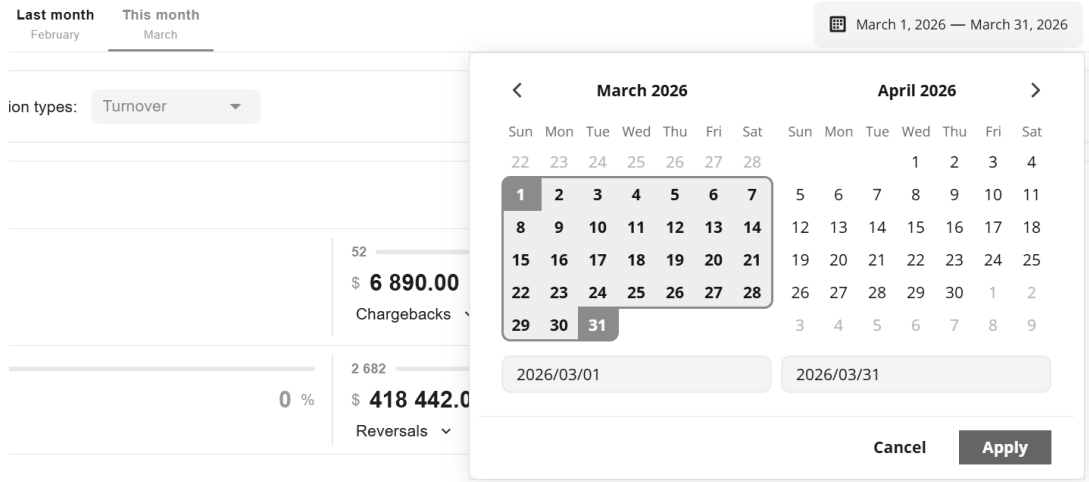 Last month
This month
February
March
March 1, 2026 — March 31, 2026
ion types:
Turnover
March 2026
April 2026
Sun Mon Tue Wed Thu Fri Sat
22 23 24 25 26 27 28
1 2 3 4 5 6 7
8 9 10 11 12 13 14
15 16 17 18 19 20 21
22 23 24 25 26 27 28
29 30 31
Sun Mon Tue Wed Thu Fri Sat
1 2 3 4
5 6 7 8 9 10 11
12 13 14 15 16 17 18
19 20 21 22 23 24 25
26 27 28 29 30 1 2
3 4 5 6 7 8 9
2026/03/01
2026/03/31
Cancel
Apply
52
$ 6 890.00
Chargebacks
0 %
2 682
$ 418 442.0
Reversals